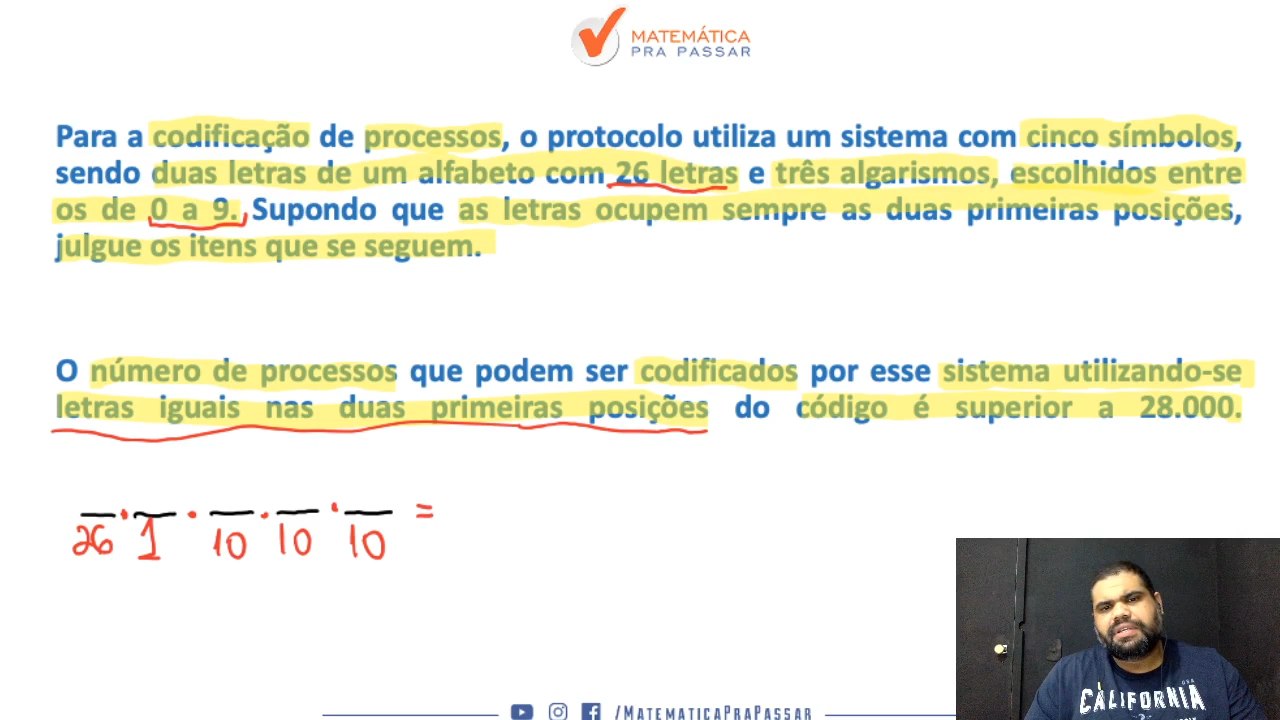 MATEMÁTICA
PRA PASSAR
Para a codificação de processos, o protocolo utiliza um sistema com cinco símbolos,
sendo duas letras de um alfabeto com 26 letras e três algarismos, escolhidos entre
os de 0 a 9. Supondo que as letras ocupem sempre as duas primeiras posições,
julgue os itens que se seguem.
O número de processos que podem ser codificados por esse sistema utilizando-se
letras iguais nas duas primeiras posições do código é superior a 28.000.
26 . 1 . 10 . 10 . 10 =
CALIFORNIA
/MATEMATICAPRAPASSAR